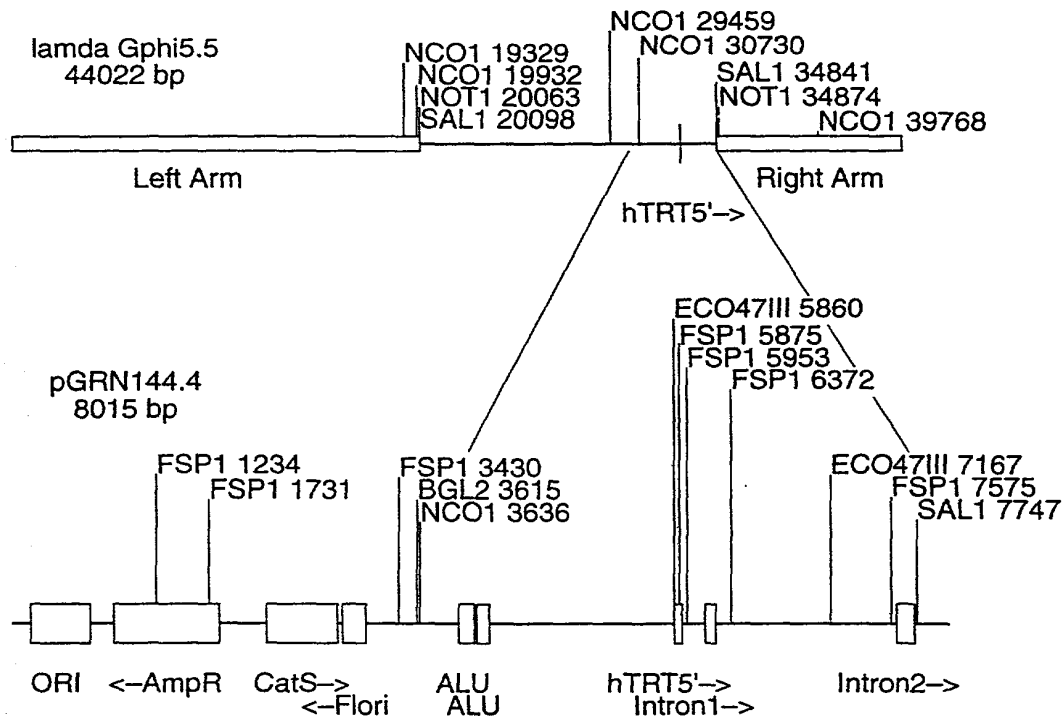 lamda Gphi5.5
44022 bp
NCO1 19329
NCO1 19932
NOT1 20063
SAL1 20098
NCO1 29459
NCO1 30730
SAL1 34841
NOT1 34874
NCO1 39768
Left Arm
Right Arm
hTRT5'–>
pGRN144.4
8015 bp
FSP1 1234
FSP1 1731
FSP1 3430
BGL2 3615
NCO1 3636
ECO47III 5860
FSP1 5875
FSP1 5953
FSP1 6372
ECO47III 7167
FSP1 7575
SAL1 7747
ORI
<–AmpR
CatS–>
<–Flori
ALU
ALU
hTRT5'–>
Intron1–>
Intron2–>